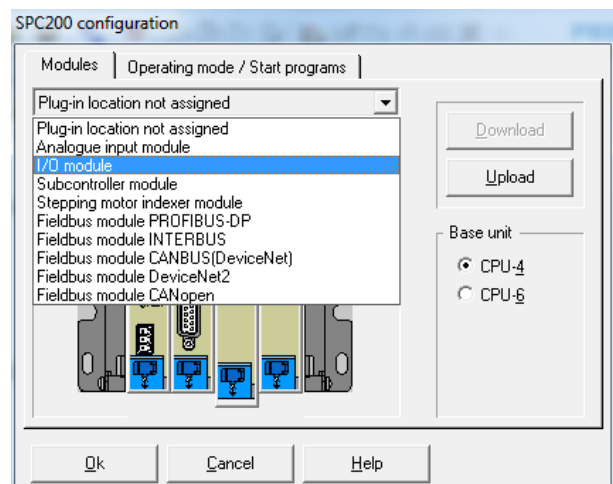 SPC200 configuration
Modules
Operating mode / Start programs
Plug-in location not assigned
Plug-in location not assigned
Analogue input module
I/O module
Subcontroller module
Stepping motor indexer module
Fieldbus module PROFIBUS-DP
Fieldbus module INTERBUS
Fieldbus module CANBUS(DeviceNet)
Fieldbus module DeviceNet2
Fieldbus module CANopen
Download
Upload
Base unit
CPU-4
CPU-6
Ok
Cancel
Help